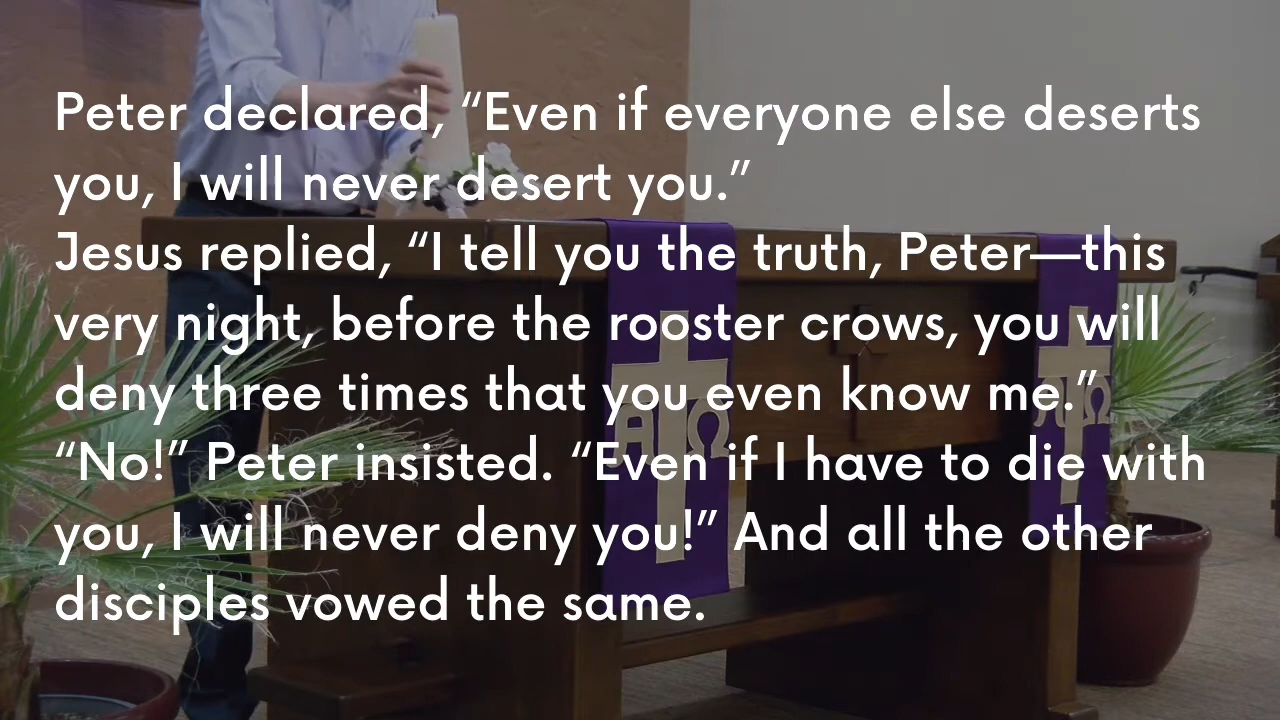 Peter declared, “Even if everyone else deserts
you, I will never desert you.”
Jesus replied, “I tell you the truth, Peter—this
very night, before the rooster crows, you will
deny three times that you even know me.”
“No!” Peter insisted. “Even if I have to die with
you, I will never deny you!” And all the other
disciples vowed the same.
Α Ω
Ω